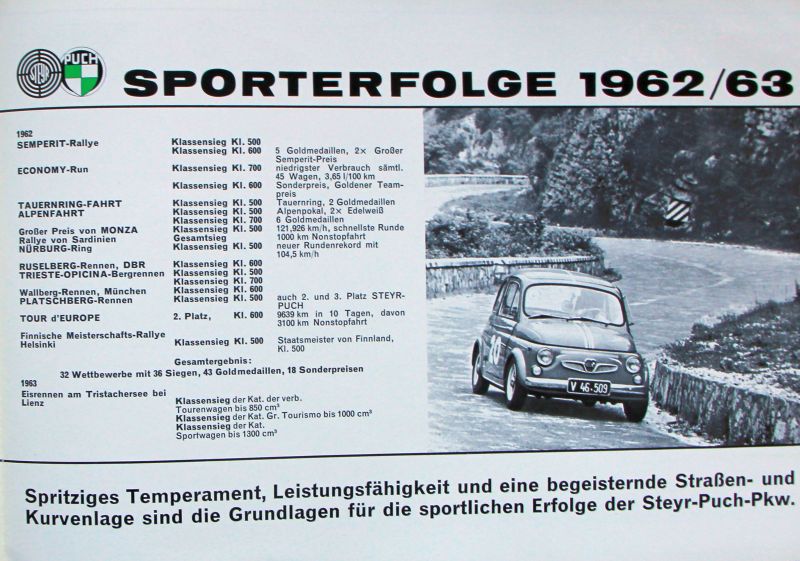 STEYR PUCH
SPORTERFOLGE 1962/63
1962
SEMPERIT-Rallye Klassensieg Kl. 500
Klassensieg Kl. 600 5 Goldmedaillen, 2× Großer
Semperit-Preis
ECONOMY-Run Klassensieg Kl. 700 niedrigster Verbrauch sämtl.
45 Wagen, 3,65 l/100 km
Klassensieg Kl. 600 Sonderpreis, Goldener Team-
preis
TAUERNRING-FAHRT Klassensieg Kl. 500 Tauernring, 2 Goldmedaillen
ALPENFAHRT Klassensieg Kl. 500 Alpenpokal, 2× Edelweiß
Klassensieg Kl. 700 6 Goldmedaillen
Großer Preis von MONZA Klassensieg Kl. 500 121,926 km/h, schnellste Runde
Rallye von Sardinien Gesamtsieg 1000 km Nonstopfahrt
NÜRBURG-Ring Klassensieg Kl. 500 neuer Rundenrekord mit
104,5 km/h
RUSELBERG-Rennen, DBR Klassensieg Kl. 600
TRIESTE-OPICINA-Bergrennen Klassensieg Kl. 500
Klassensieg Kl. 700
Wallberg-Rennen, München Klassensieg Kl. 600
PLATSCHBERG-Rennen Klassensieg Kl. 500 auch 2. und 3. Platz STEYR-
PUCH
TOUR d'EUROPE 2. Platz, Kl. 600 9639 km in 10 Tagen, davon
3100 km Nonstopfahrt
Finnische Meisterschafts-Rallye
Helsinki Klassensieg Kl. 500 Staatsmeister von Finnland,
Kl. 500
Gesamtergebnis:
32 Wettbewerbe mit 36 Siegen, 43 Goldmedaillen, 18 Sonderpreisen
1963
Eisrennen am Tristachersee bei
Lienz Klassensieg der Kat. der verb.
Tourenwagen bis 850 cm³
Klassensieg der Kat. Gr. Tourismo bis 1000 cm³
Klassensieg der Kat.
Sportwagen bis 1300 cm³
V 46.509
Spritziges Temperament, Leistungsfähigkeit und eine begeisternde Straßen- und
Kurvenlage sind die Grundlagen für die sportlichen Erfolge der Steyr-Puch-Pkw.